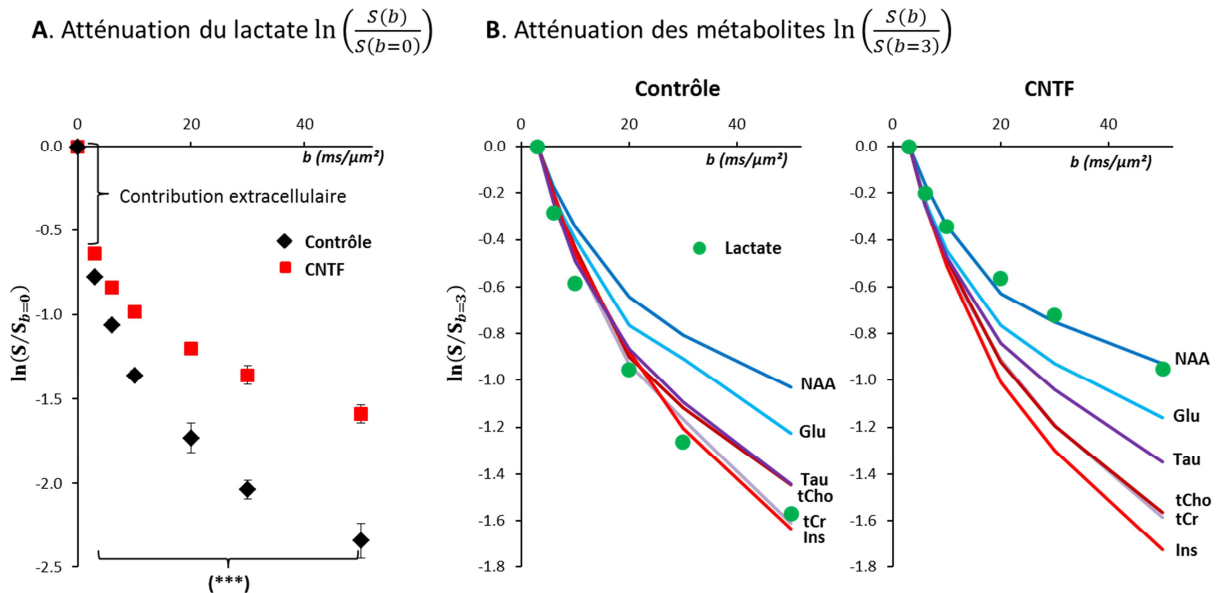 A. Atténuation du lactate ln(S(b)/S(b=0))
B. Atténuation des métabolites ln(S(b)/S(b=3))
0 20 40
b (ms/µm²)
0.0
-0.5
-1.0
-1.5
-2.0
-2.5
ln(S/S_b=0)
Contribution extracellulaire
Contrôle
CNTF
(***)
Contrôle
0 20 40
b (ms/µm²)
0.0
-0.2
-0.4
-0.6
-0.8
-1.0
-1.2
-1.4
-1.6
-1.8
ln(S/S_b=3)
Lactate
NAA
Glu
Tau
tCho
tCr
Ins
CNTF
0 20 40
b (ms/µm²)
0.0
-0.2
-0.4
-0.6
-0.8
-1.0
-1.2
-1.4
-1.6
-1.8
NAA
Glu
Tau
tCho
tCr
Ins